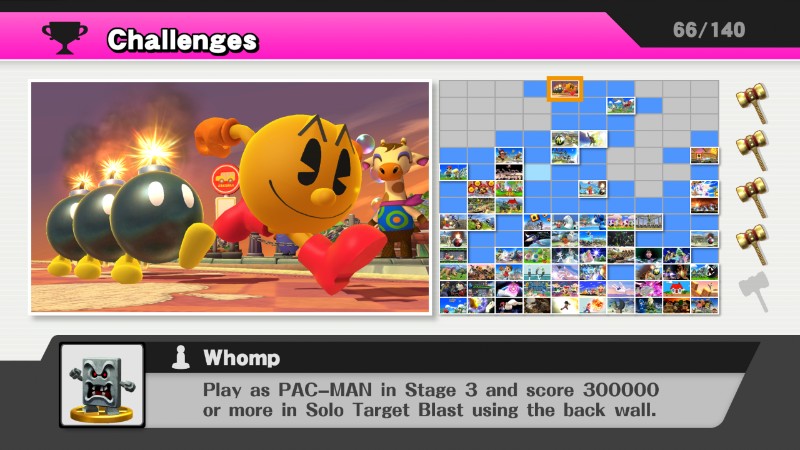 Challenges
66/140
Whomp
Play as PAC-MAN in Stage 3 and score 300000
or more in Solo Target Blast using the back wall.